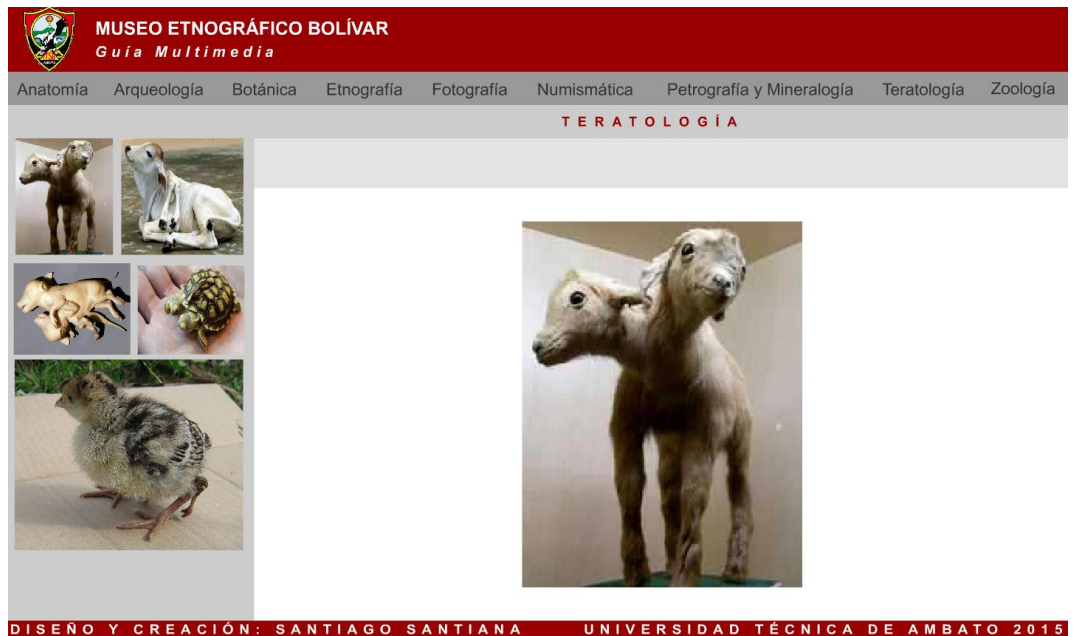 MUSEO ETNOGRÁFICO BOLÍVAR
Guía Multimedia
Anatomía Arqueología Botánica Etnografía Fotografía Numismática Petrografía y Mineralogía Teratología Zoología
TERATOLOGÍA
DISEÑO Y CREACIÓN: SANTIAGO SANTIANA UNIVERSIDAD TÉCNICA DE AMBATO 2015